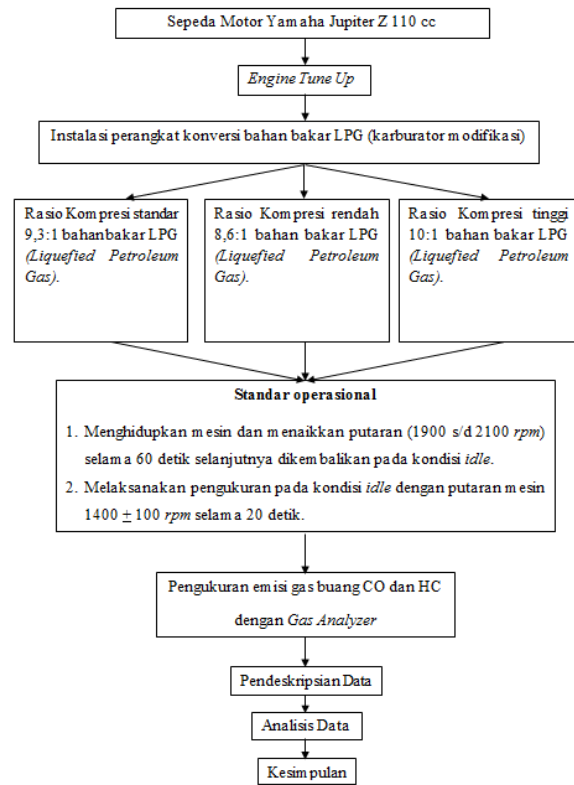 Sepeda Motor Yamaha Jupiter Z 110 cc
Engine Tune Up
Instalasi perangkat konversi bahan bakar LPG (karburator modifikasi)
Rasio Kompresi standar
9,3:1 bahanbakar LPG
(Liquefied Petroleum
Gas).
Rasio Kompresi rendah
8,6:1 bahan bakar LPG
(Liquefied Petroleum
Gas).
Rasio Kompresi tinggi
10:1 bahan bakar LPG
(Liquefied Petroleum
Gas).
Standar operasional
1. Menghidupkan mesin dan menaikkan putaran (1900 s/d 2100 rpm)
selama 60 detik selanjutnya dikembalikan pada kondisi idle.
2. Melaksanakan pengukuran pada kondisi idle dengan putaran mesin
1400 ± 100 rpm selama 20 detik.
Pengukuran emisi gas buang CO dan HC
dengan Gas Analyzer
Pendeskripsian Data
Analisis Data
Kesimpulan